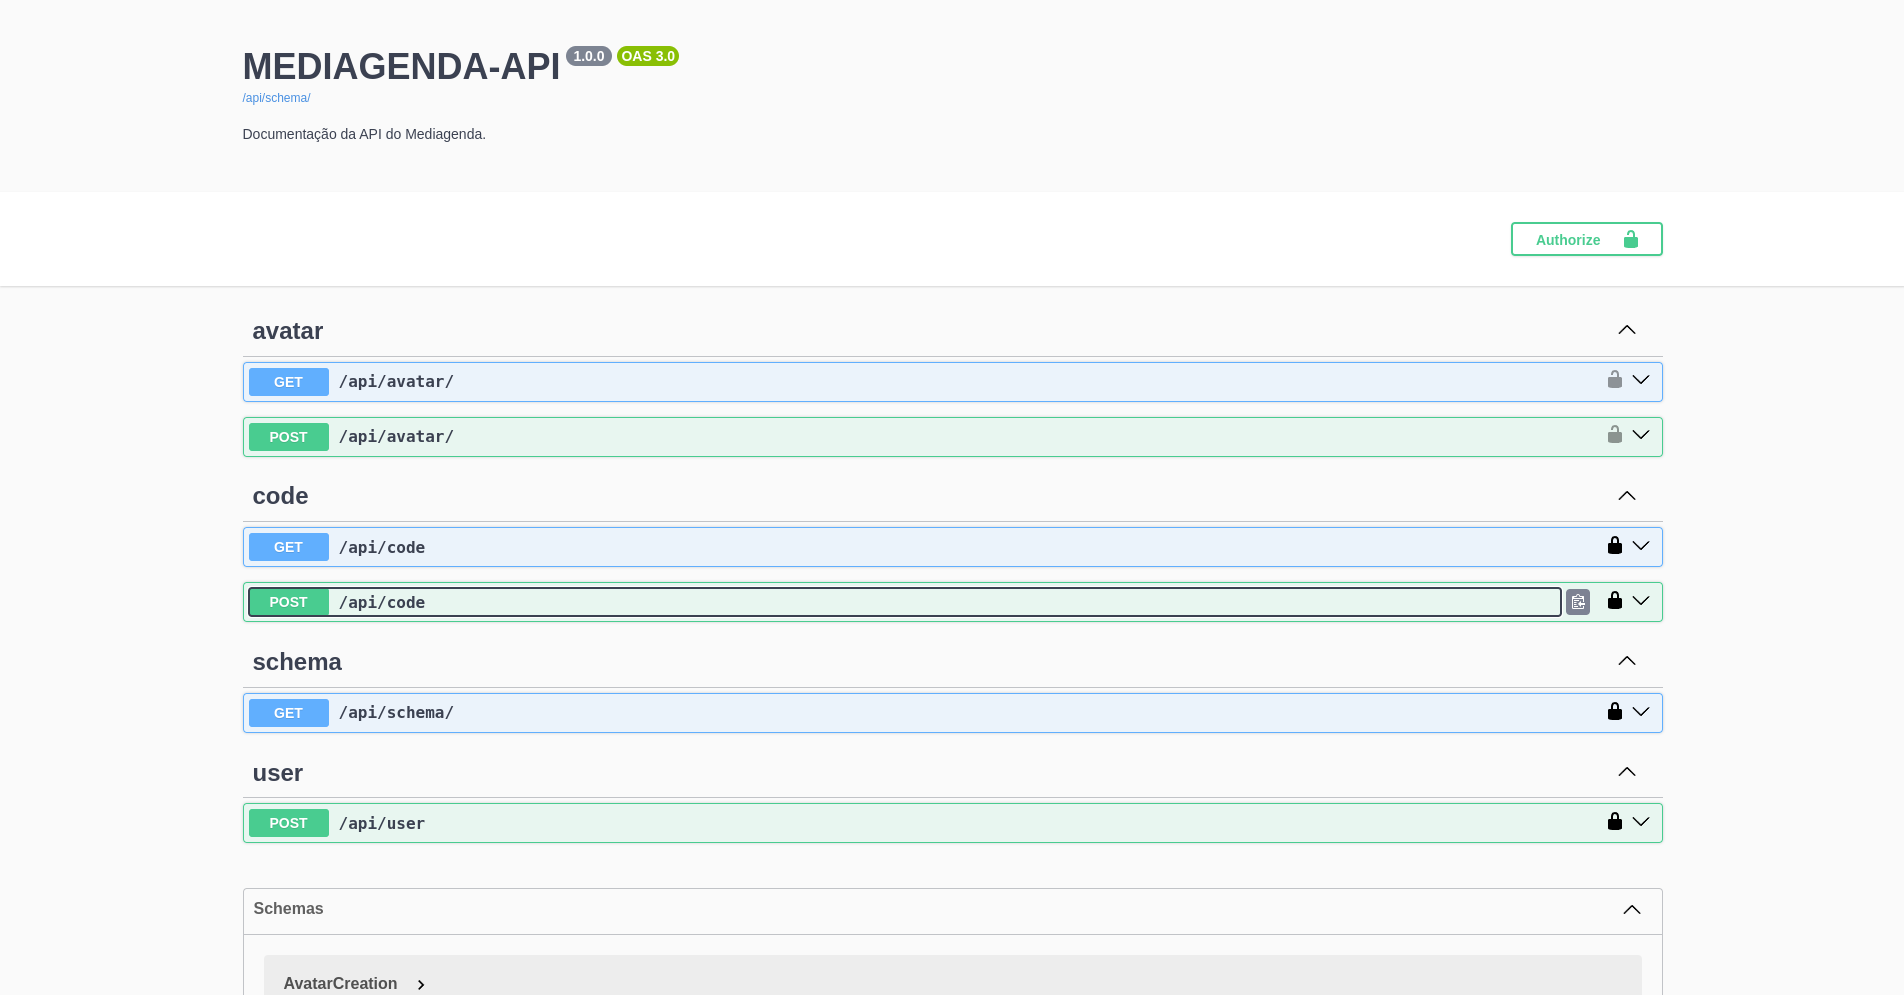 MEDIAGENDA-API 1.0.0 OAS 3.0
/api/schema/
Documentação da API do Mediagenda.
Authorize
avatar
GET /api/avatar/
POST /api/avatar/
code
GET /api/code
POST /api/code
schema
GET /api/schema/
user
POST /api/user
Schemas
AvatarCreation